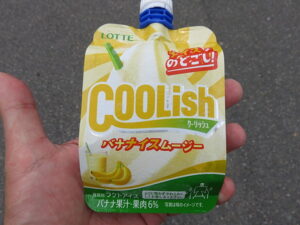 LOTTE
のどごし!
COOLish
クーリッシュ
バナナイスムージー
ラクトアイス
バナナ果汁・果肉6%